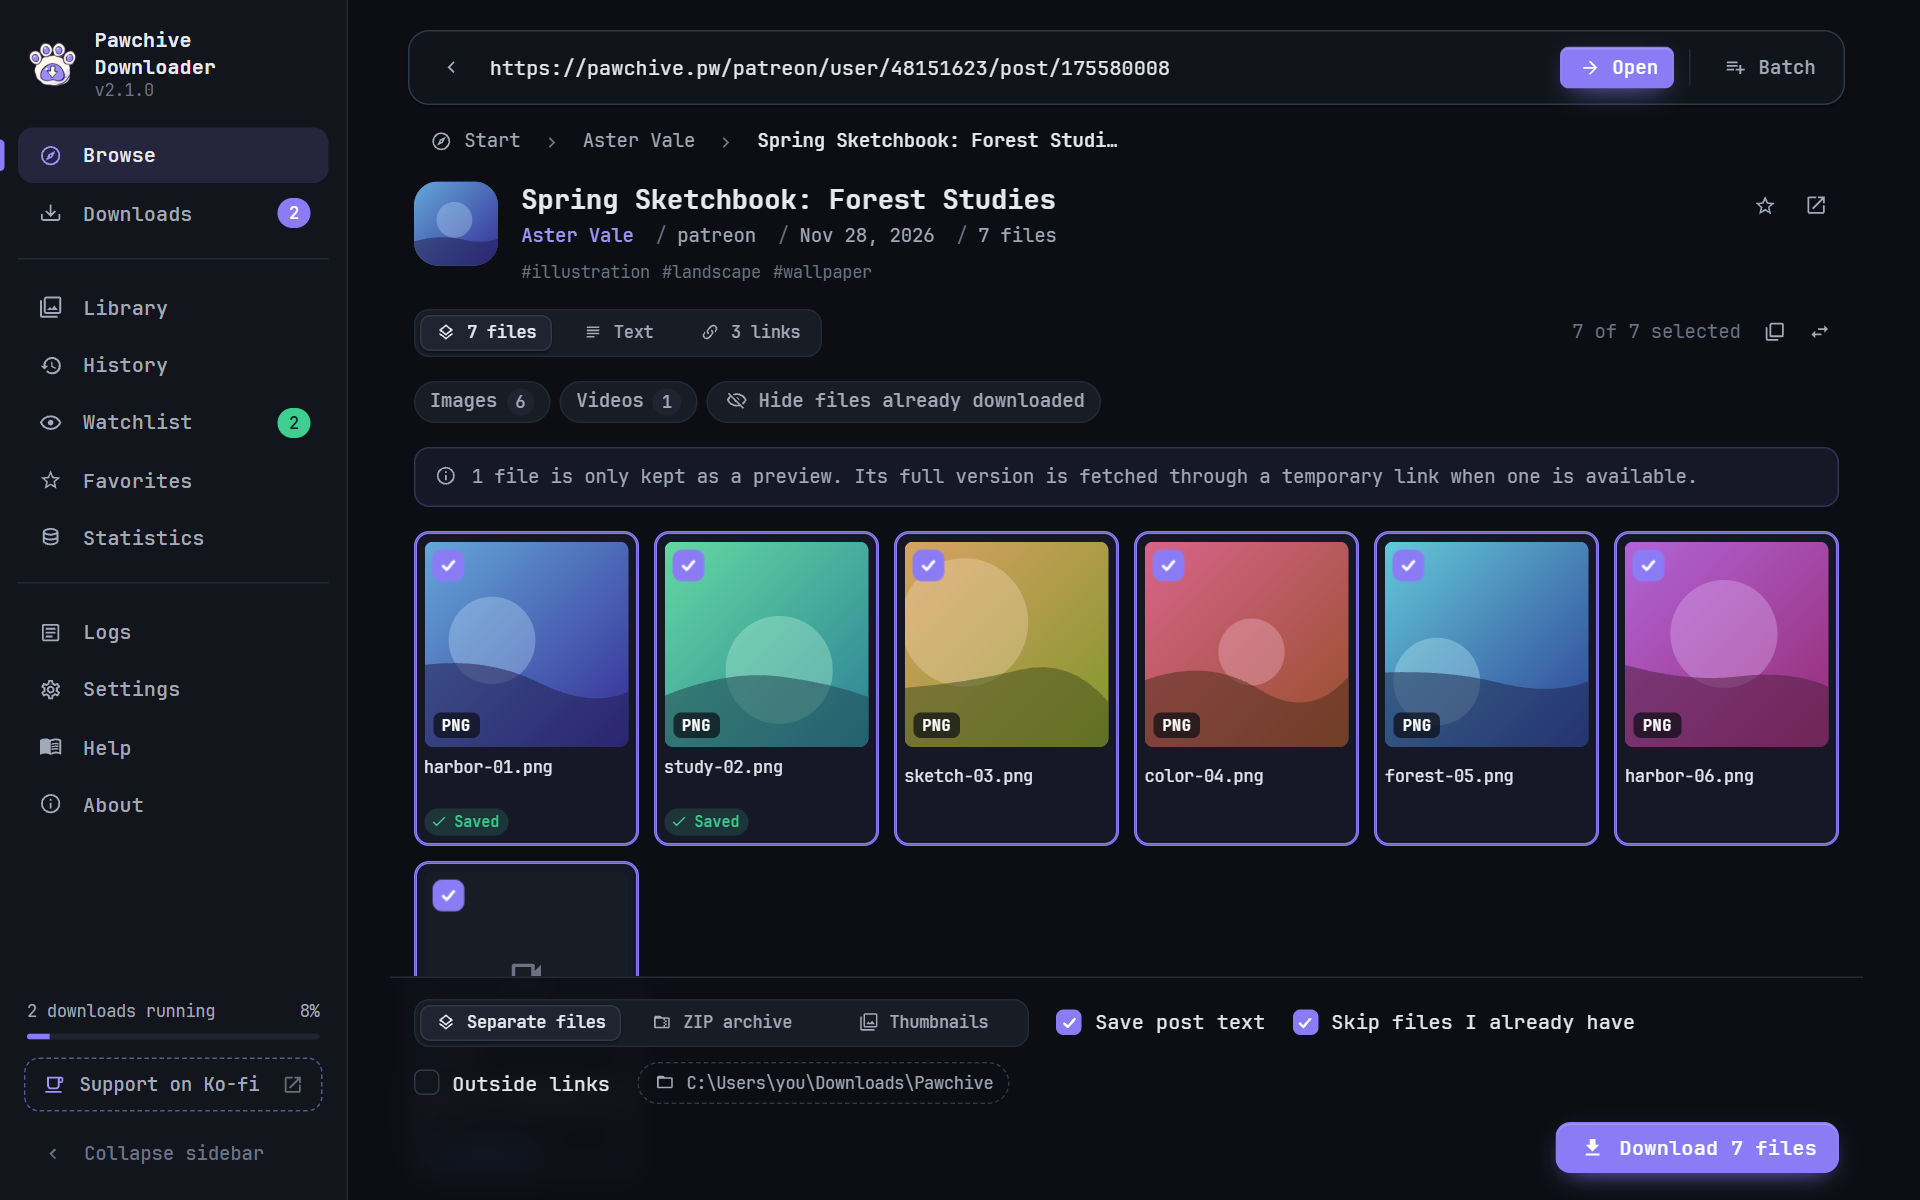 Pawchive
Downloader
v2.1.0
Browse
Downloads 2
Library
History
Watchlist 2
Favorites
Statistics
Logs
Settings
Help
About
2 downloads running 8%
Support on Ko-fi
Collapse sidebar
https://pawchive.pw/patreon/user/48151623/post/175580008
Open
Batch
Start > Aster Vale > Spring Sketchbook: Forest Studi…
Spring Sketchbook: Forest Studies
Aster Vale / patreon / Nov 28, 2026 / 7 files
#illustration #landscape #wallpaper
7 files Text 3 links
7 of 7 selected
Images 6 Videos 1 Hide files already downloaded
1 file is only kept as a preview. Its full version is fetched through a temporary link when one is available.
PNG PNG PNG PNG PNG PNG
harbor-01.png study-02.png sketch-03.png color-04.png forest-05.png harbor-06.png
Saved Saved
Separate files ZIP archive Thumbnails
Save post text Skip files I already have
Outside links C:\Users\you\Downloads\Pawchive
Download 7 files